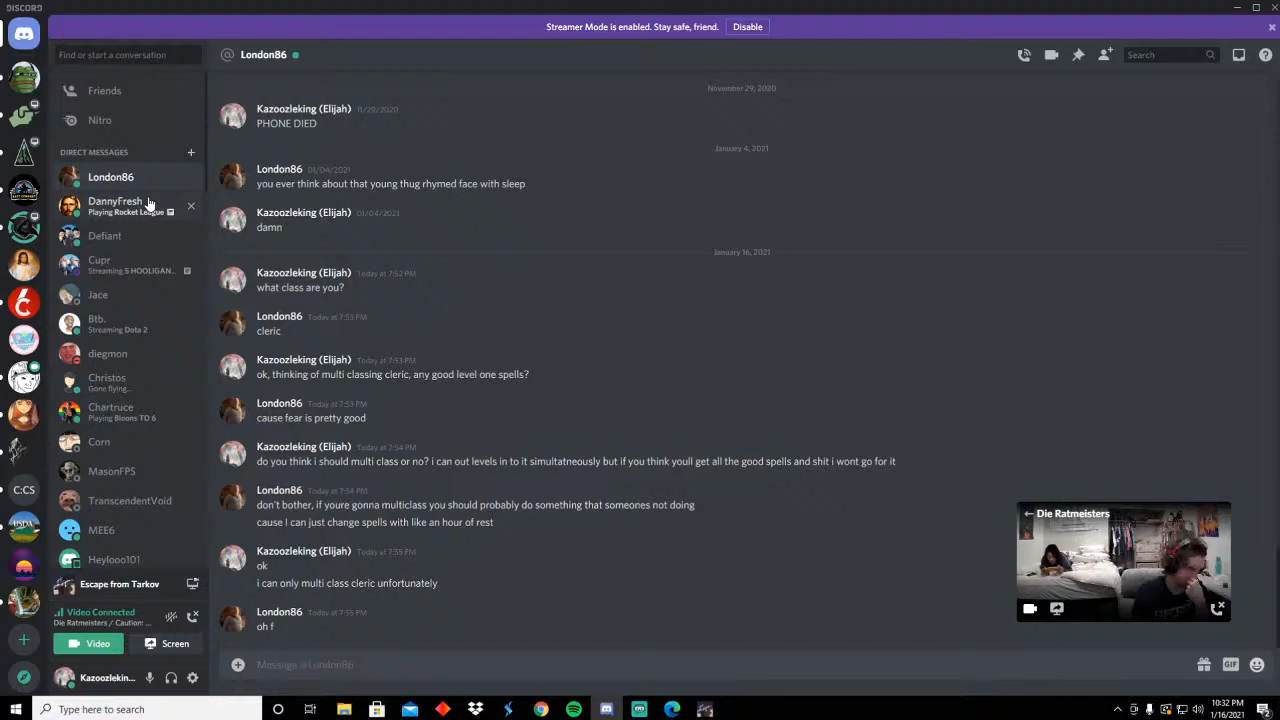 DISCORD
Streamer Mode is enabled. Stay safe, friend. Disable
Find or start a conversation
@ London86
Search
Friends
Nitro
DIRECT MESSAGES +
London86
DannyFresh
Playing Rocket League
Defiant
Cupr
Streaming S HOOLIGAN...
Jace
Btb.
Streaming Dota 2
diegmon
Christos
Gone flying...
Chartruce
Playing Bloons TD 6
Corn
MasonFPS
TranscendentVoid
MEE6
Heylooo101
Escape from Tarkov
Video Connected
Die Ratmeisters / Caution: ...
Video Screen
Kazoozlekin...
C:CS
USDA
November 29, 2020
Kazoozleking (Elijah) 11/29/2020
PHONE DIED
January 4, 2021
London86 01/04/2021
you ever think about that young thug rhymed face with sleep
Kazoozleking (Elijah) 01/04/2021
damn
January 16, 2021
Kazoozleking (Elijah) Today at 7:52 PM
what class are you?
London86 Today at 7:53 PM
cleric
Kazoozleking (Elijah) Today at 7:53 PM
ok, thinking of multi classing cleric, any good level one spells?
London86 Today at 7:53 PM
cause fear is pretty good
Kazoozleking (Elijah) Today at 7:54 PM
do you think i should multi class or no? i can out levels in to it simultatneously but if you think youll get all the good spells and shit i wont go for it
London86 Today at 7:54 PM
don't bother, if youre gonna multiclass you should probably do something that someones not doing
cause I can just change spells with like an hour of rest
Kazoozleking (Elijah) Today at 7:55 PM
ok
i can only multi class cleric unfortunately
London86 Today at 7:55 PM
oh f
Die Ratmeisters
Message @London86
GIF
Type here to search
10:32 PM
1/16/2021